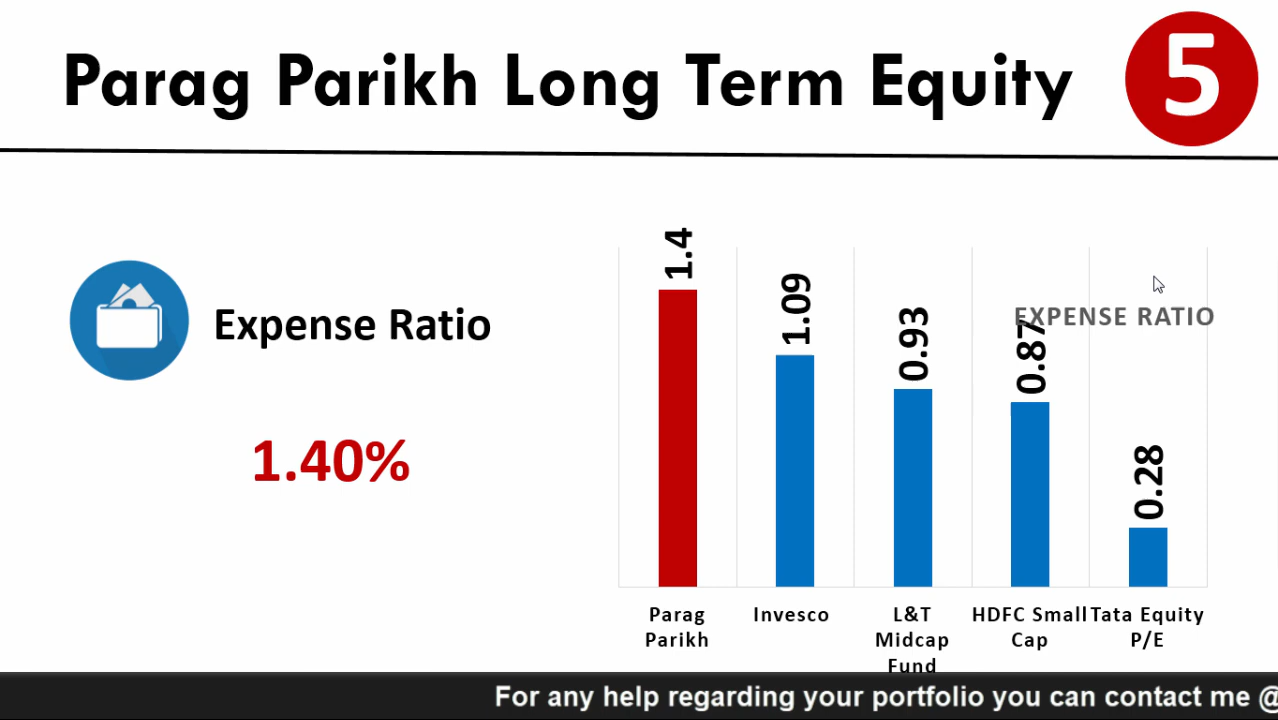 Parag Parikh Long Term Equity
5
Expense Ratio
1.40%
EXPENSE RATIO
1.4
1.09
0.93
0.87
0.28
Parag
Parikh
Invesco
L&T
Midcap
Fund
HDFC Small
Cap
Tata Equity
P/E
For any help regarding your portfolio you can contact me @